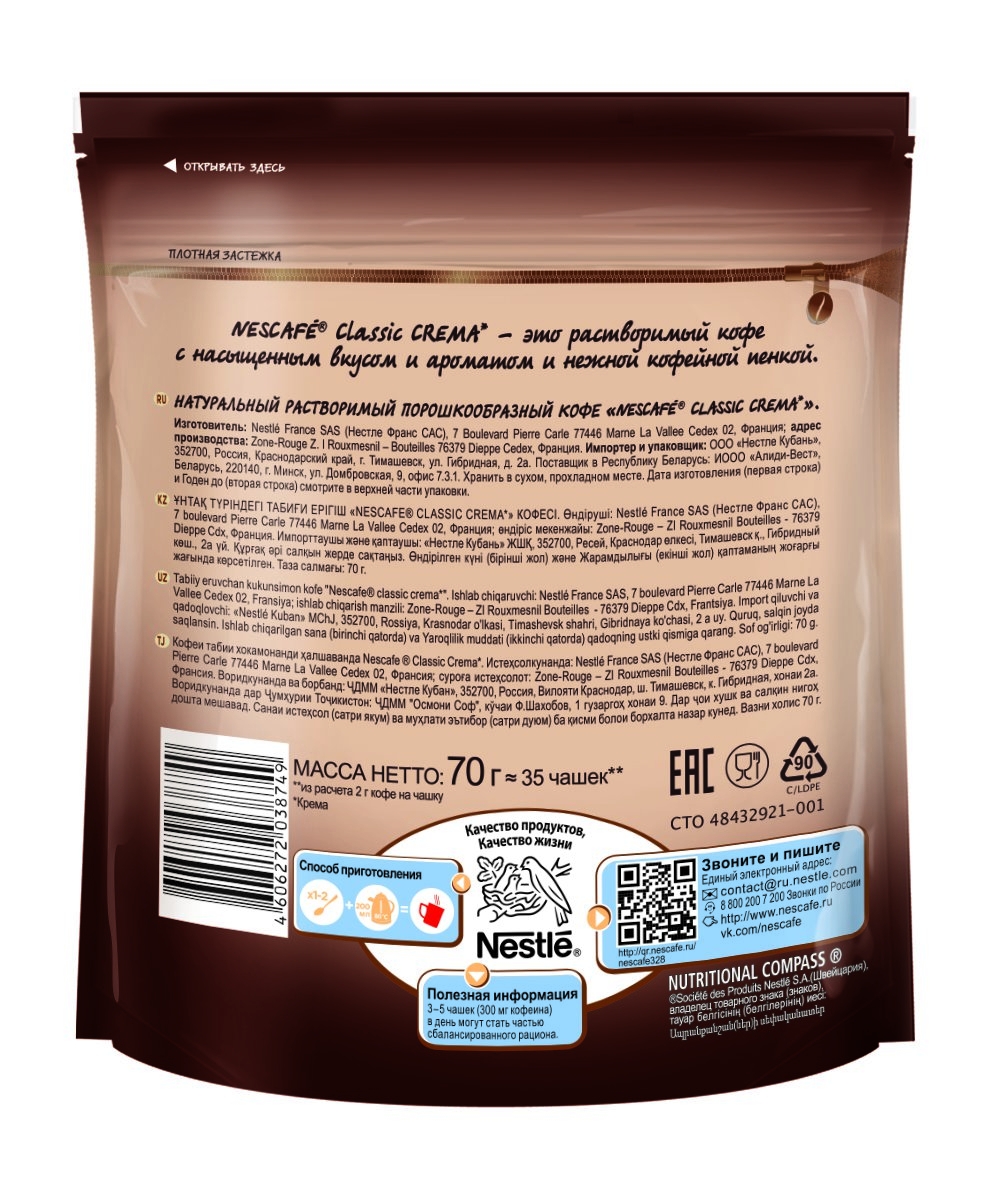 ОТКРЫВАТЬ ЗДЕСЬ
ПЛОТНАЯ ЗАСТЕЖКА
NESCAFÉ® Classic CREMA* – это растворимый кофе
с насыщенным вкусом и ароматом и нежной кофейной пенкой.
RU НАТУРАЛЬНЫЙ РАСТВОРИМЫЙ ПОРОШКООБРАЗНЫЙ КОФЕ «NESCAFÉ® CLASSIC CREMA*».
Изготовитель: Nestlé France SAS (Нестле Франс САС), 7 Boulevard Pierre Carle 77446 Marne La Vallee Cedex 02, Франция; адрес
производства: Zone-Rouge Z. I Rouxmesnil – Bouteilles 76379 Dieppe Cedex, Франция. Импортер и упаковщик: ООО «Нестле Кубань»,
352700, Россия, Краснодарский край, г. Тимашевск, ул. Гибридная, д. 2а. Поставщик в Республику Беларусь: ИООО «Алиди-Вест»,
Беларусь, 220140, г. Минск, ул. Домбровская, 9, офис 7.3.1. Хранить в сухом, прохладном месте. Дата изготовления (первая строка)
и Годен до (вторая строка) смотрите в верхней части упаковки.
KZ ҰНТАҚ ТҮРІНДЕГІ ТАБИҒИ ЕРІГІШ «NESCAFE® CLASSIC CREMA*» КОФЕСІ. Өндіруші: Nestlé France SAS (Нестле Франс САС),
7 boulevard Pierre Carle 77446 Marne La Vallee Cedex 02, Франция; өндіріс мекенжайы: Zone-Rouge – ZI Rouxmesnil Bouteilles - 76379
Dieppe Cdx, Франция. Импорттаушы және қаптаушы: «Нестле Кубань» ЖШҚ, 352700, Ресей, Краснодар өлкесі, Тимашевск қ., Гибридный
көш., 2а үй. Құрғақ әрі салқын жерде сақтаңыз. Өндірілген күні (бірінші жол) және Жарамдылығы (екінші жол) қаптаманың жоғарғы
жағында көрсетілген. Таза салмағы: 70 г.
UZ Tabiiy eruvchan kukunsimon kofe "Nescafe® classic crema*". Ishlab chiqaruvchi: Nestlé France SAS, 7 boulevard Pierre Carle 77446 Marne La
Vallee Cedex 02, Fransiya; ishlab chiqarish manzili: Zone-Rouge – ZI Rouxmesnil Bouteilles - 76379 Dieppe Cdx, Frantsiya. Import qiluvchi va
qadoqlovchi: «Nestlé Kuban» MChJ, 352700, Rossiya, Krasnodar o'lkasi, Timashevsk shahri, Gibridnaya ko'chasi, 2 a uy. Quruq, salqin joyda
saqlansin. Ishlab chiqarilgan sana (birinchi qatorda) va Yaroqlilik muddati (ikkinchi qatorda) qadoqning ustki qismiga qarang. Sof og'irligi: 70 g.
TJ Кофеи табии хокамонанди ҳалшаванда Nescafe ® Classic Crema*. Истеҳсолкунанда: Nestlé France SAS (Нестле Франс САС), 7 boulevard
Pierre Carle 77446 Marne La Vallee Cedex 02, Франсия; суроға истеҳсолот: Zone-Rouge – ZI Rouxmesnil Bouteilles - 76379 Dieppe Cdx,
Франсия. Воридкунанда ва борбанд: ҶДММ «Нестле Кубан», 352700, Россия, Вилояти Краснодар, ш. Тимашевск, к. Гибридная, хонаи 2а.
Воридкунанда дар Ҷумҳурии Тоҷикистон: ҶДММ "Осмони Соф", кӯчаи Ф.Шаҳобов, 1 гузаргоҳ хонаи 9. Дар ҷои хушк ва салқин нигоҳ
дошта мешавад. Санаи истеҳсол (сатри якум) ва муҳлати эътибор (сатри дуюм) ба қисми болои борхалта назар кунед. Вазни холис 70 г.
4 606272 038749
МАССА НЕТТО: 70 г ≈ 35 чашек**
**из расчета 2 г кофе на чашку
*Крема
EAC
90
C/LDPE
СТО 48432921–001
Качество продуктов,
Качество жизни
Nestlé®
Способ приготовления
x1-2
+ 200 мл
=
Звоните и пишите
Единый электронный адрес:
contact@ru.nestle.com
8 800 200 7 200 Звонки по России
http://www.nescafe.ru
vk.com/nescafe
http://qr.nescafe.ru/
nescafe328
Полезная информация
3–5 чашек (300 мг кофеина)
в день могут стать частью
сбалансированного рациона.
NUTRITIONAL COMPASS ®
®Société des Produits Nestlé S.A.(Швейцария),
владелец товарного знака (знаков),
тауар белгісінің (белгілерінің) иесі.
Ապրանքանշան(ներ)ի սեփականատեր